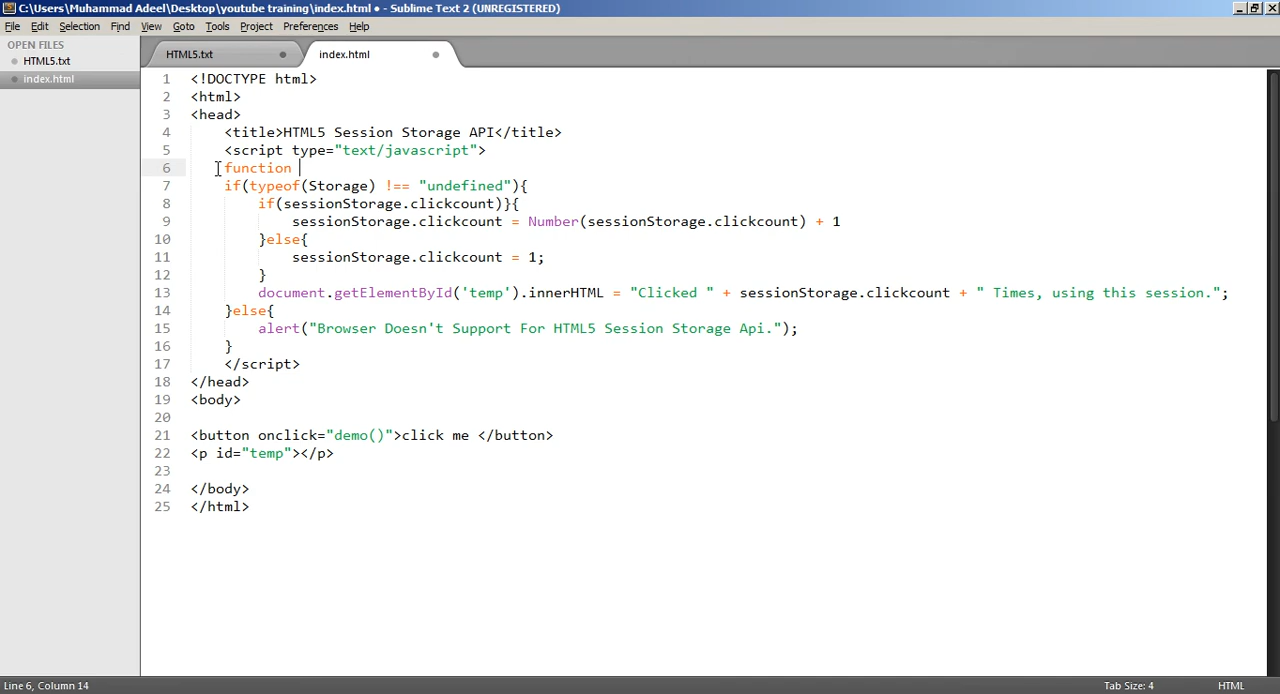 C:\Users\Muhammad Adeel\Desktop\youtube training\index.html • - Sublime Text 2 (UNREGISTERED)
File Edit Selection Find View Goto Tools Project Preferences Help
OPEN FILES
HTML5.txt
index.html
HTML5.txt index.html
1 <!DOCTYPE html>
2 <html>
3 <head>
4 <title>HTML5 Session Storage API</title>
5 <script type="text/javascript">
6 function
7 if(typeof(Storage) !== "undefined"){
8 if(sessionStorage.clickcount)}{
9 sessionStorage.clickcount = Number(sessionStorage.clickcount) + 1
10 }else{
11 sessionStorage.clickcount = 1;
12 }
13 document.getElementById('temp').innerHTML = "Clicked " + sessionStorage.clickcount + " Times, using this session.";
14 }else{
15 alert("Browser Doesn't Support For HTML5 Session Storage Api.");
16 }
17 </script>
18 </head>
19 <body>
20
21 <button onclick="demo()">click me </button>
22 <p id="temp"></p>
23
24 </body>
25 </html>
Line 6, Column 14 Tab Size: 4 HTML